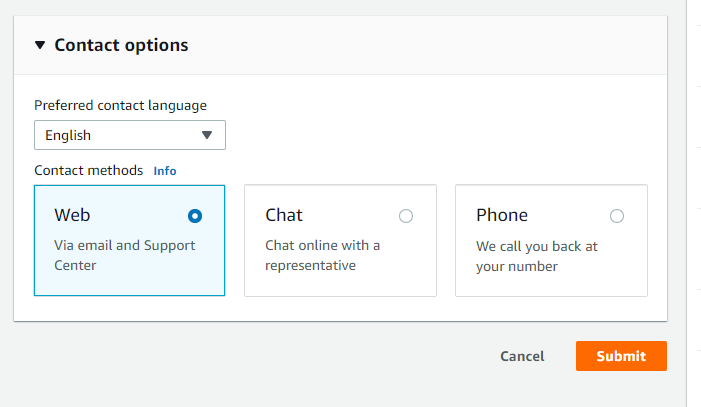 Contact options
Preferred contact language
English
Contact methods Info
Web
Via email and Support
Center
Chat
Chat online with a
representative
Phone
We call you back at
your number
Cancel
Submit